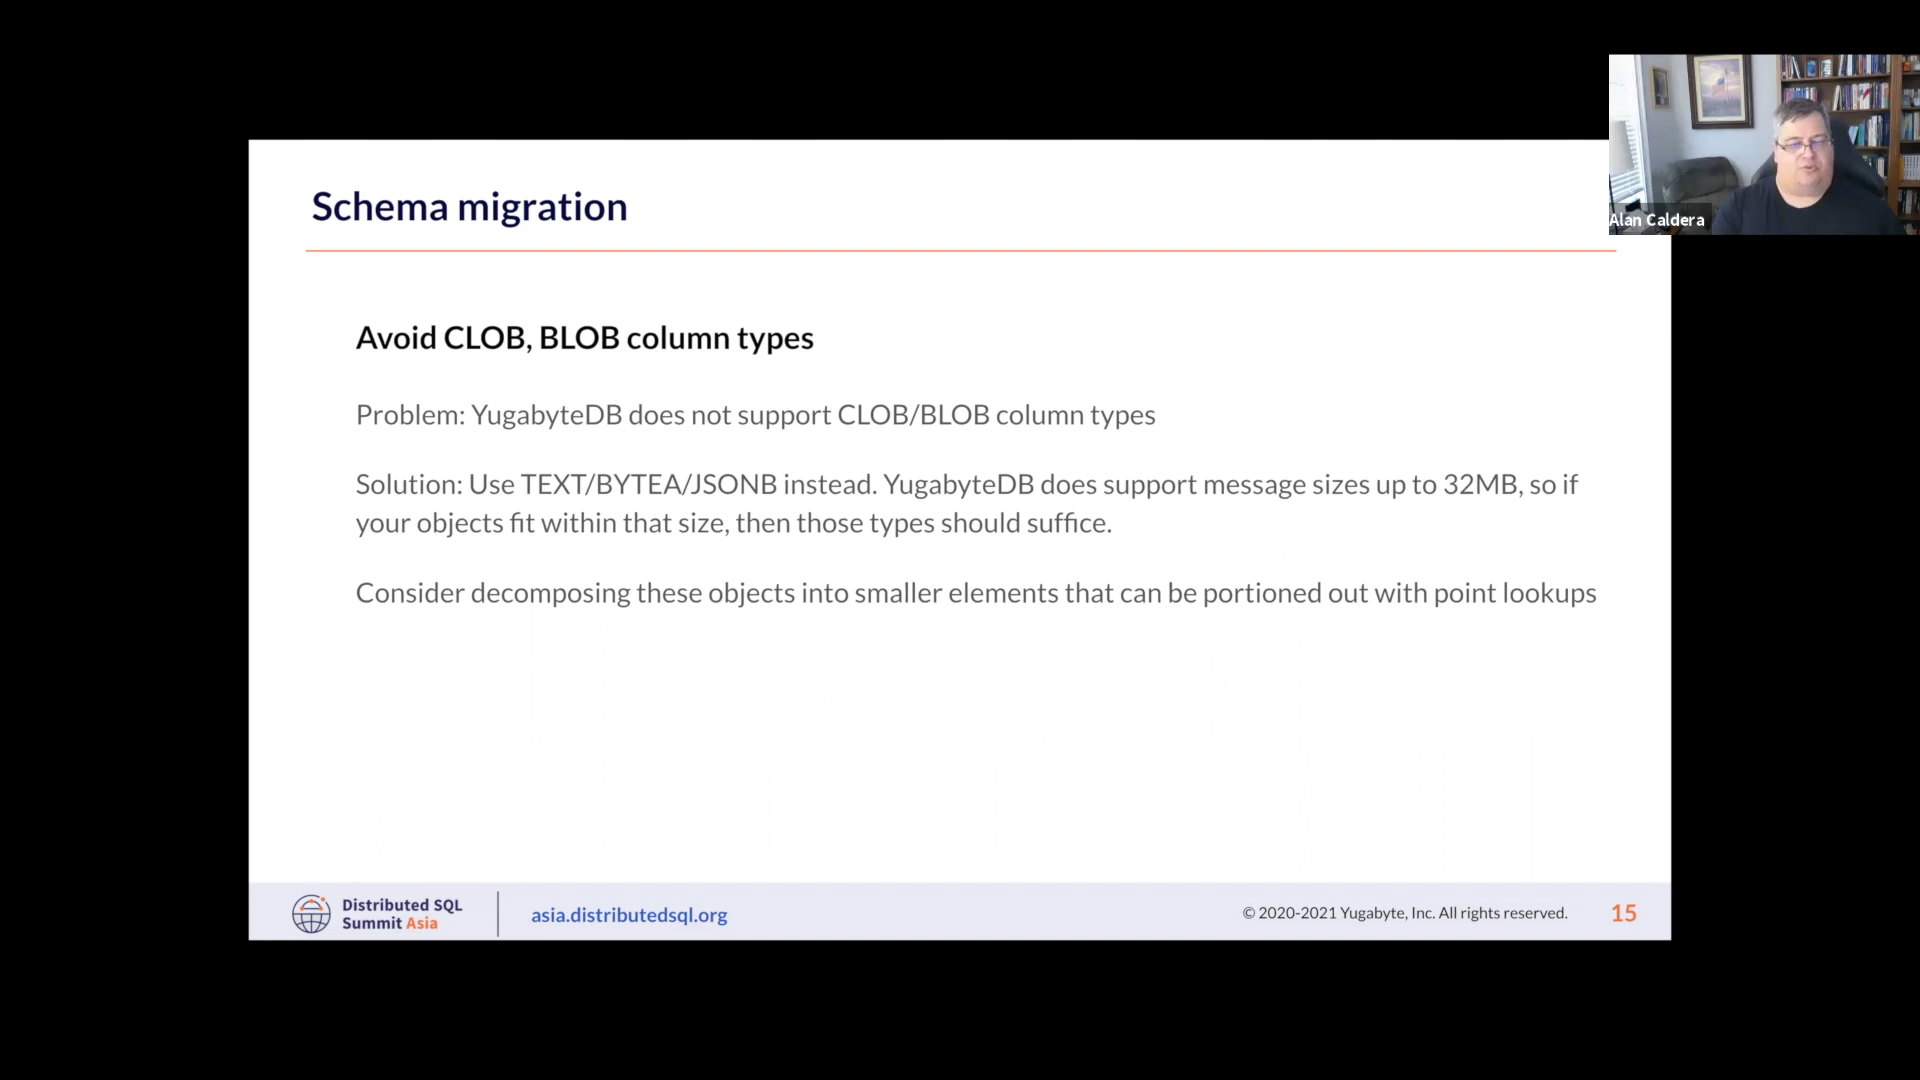 Schema migration
Alan Caldera
Avoid CLOB, BLOB column types
Problem: YugabyteDB does not support CLOB/BLOB column types
Solution: Use TEXT/BYTEA/JSONB instead. YugabyteDB does support message sizes up to 32MB, so if
your objects fit within that size, then those types should suffice.
Consider decomposing these objects into smaller elements that can be portioned out with point lookups
Distributed SQL
Summit Asia
asia.distributedsql.org
© 2020-2021 Yugabyte, Inc. All rights reserved.
15